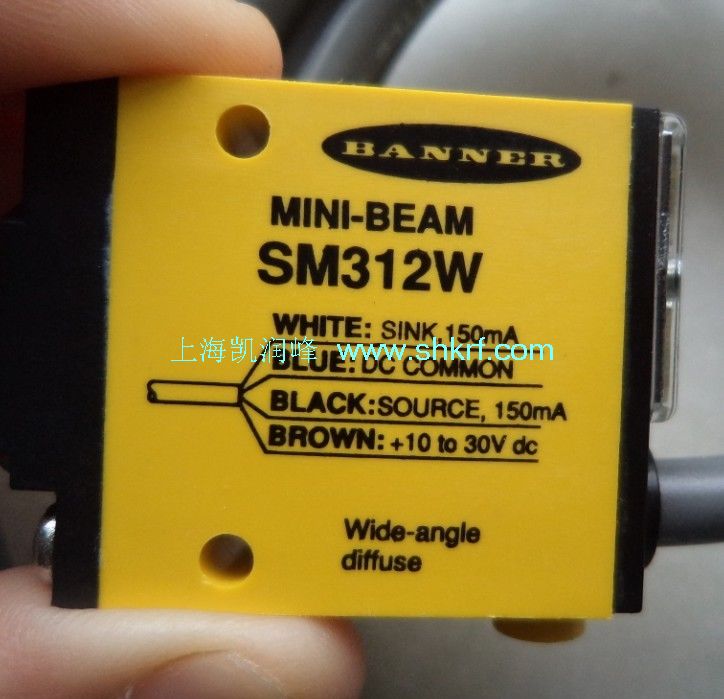 BANNER
MINI-BEAM
SM312W
WHITE: SINK 150mA
上海凯润峰 www.shkrf.com
BLUE: DC COMMON
BLACK: SOURCE, 150mA
BROWN: +10 to 30V dc
Wide-angle
diffuse